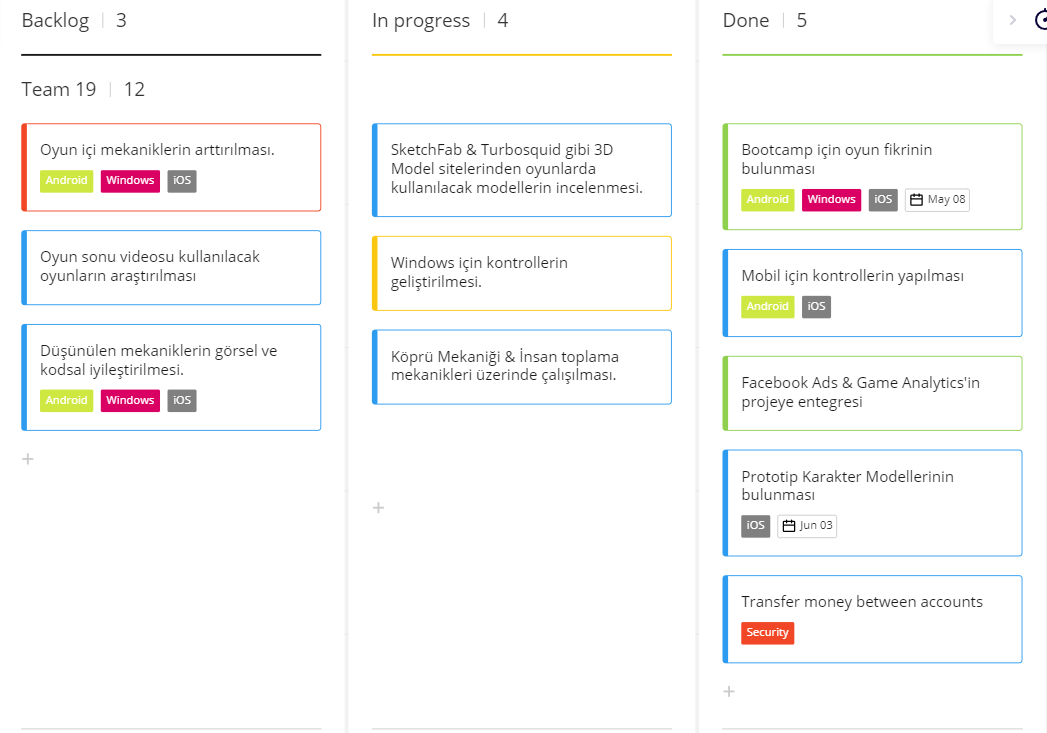 Backlog 3
In progress 4
Done 5
Team 19 12
Oyun içi mekaniklerin arttırılması.
Android Windows iOS
Oyun sonu videosu kullanılacak
oyunların araştırılması
Düşünülen mekaniklerin görsel ve
kodsal iyileştirilmesi.
Android Windows iOS
SketchFab & Turbosquid gibi 3D
Model sitelerinden oyunlarda
kullanılacak modellerin incelenmesi.
Windows için kontrollerin
geliştirilmesi.
Köprü Mekaniği & İnsan toplama
mekanikleri üzerinde çalışılması.
Bootcamp için oyun fikrinin
bulunması
Android Windows iOS May 08
Mobil için kontrollerin yapılması
Android iOS
Facebook Ads & Game Analytics'in
projeye entegresi
Prototip Karakter Modellerinin
bulunması
iOS Jun 03
Transfer money between accounts
Security